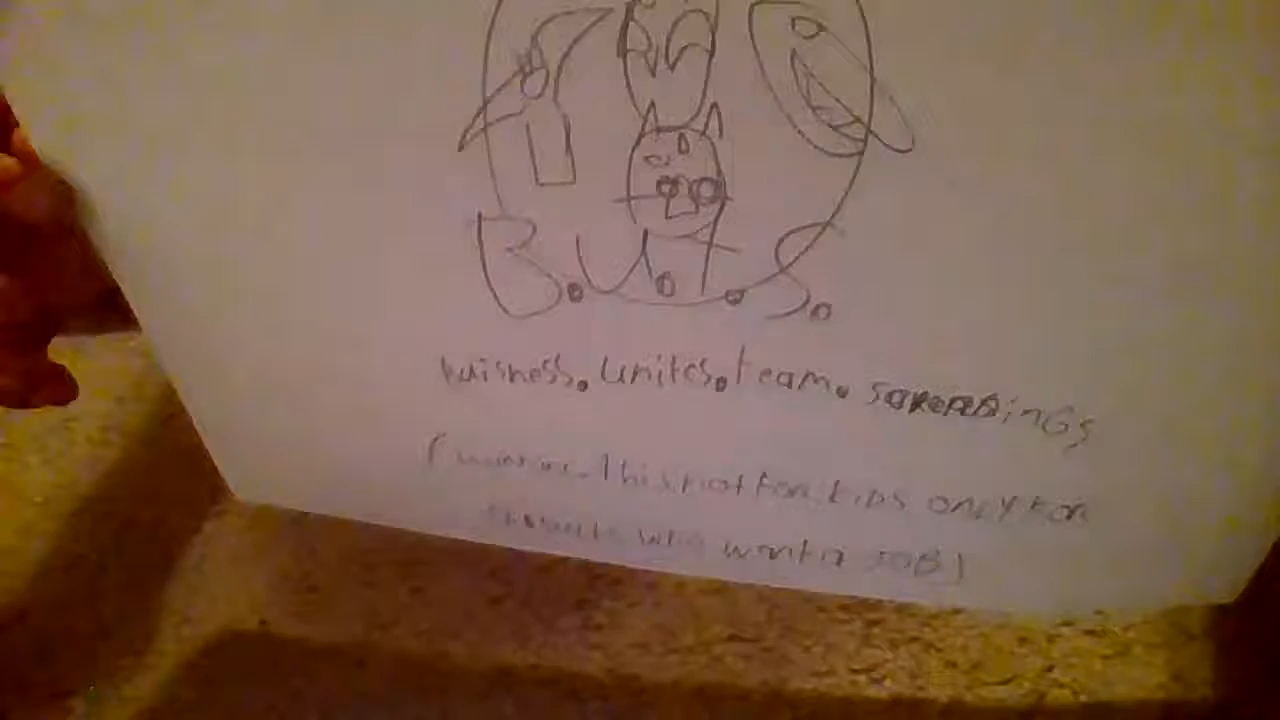 B.U.T.S.
buisness. unites. team. 
(warning. This is not for kids only for
who want a JOB)